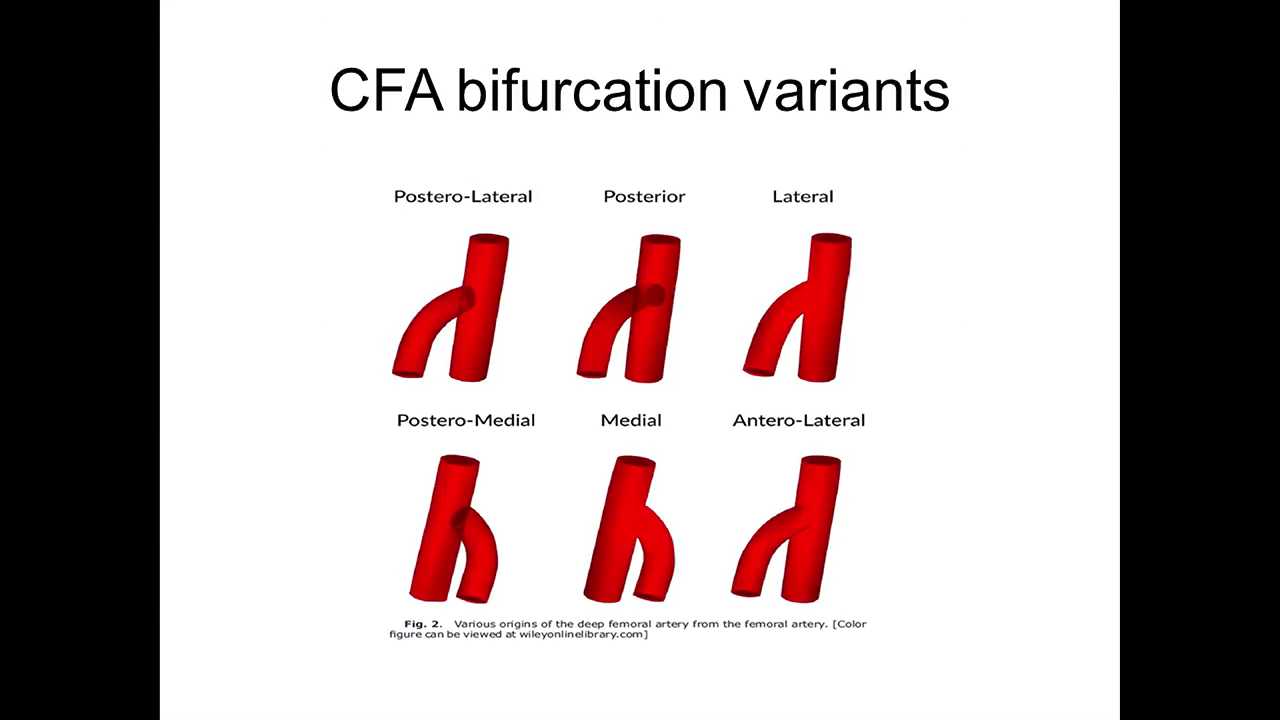 CFA bifurcation variants
Postero-Lateral Posterior Lateral
Postero-Medial Medial Antero-Lateral
Fig. 2. Various origins of the deep femoral artery from the femoral artery. [Color
figure can be viewed at wileyonlinelibrary.com]